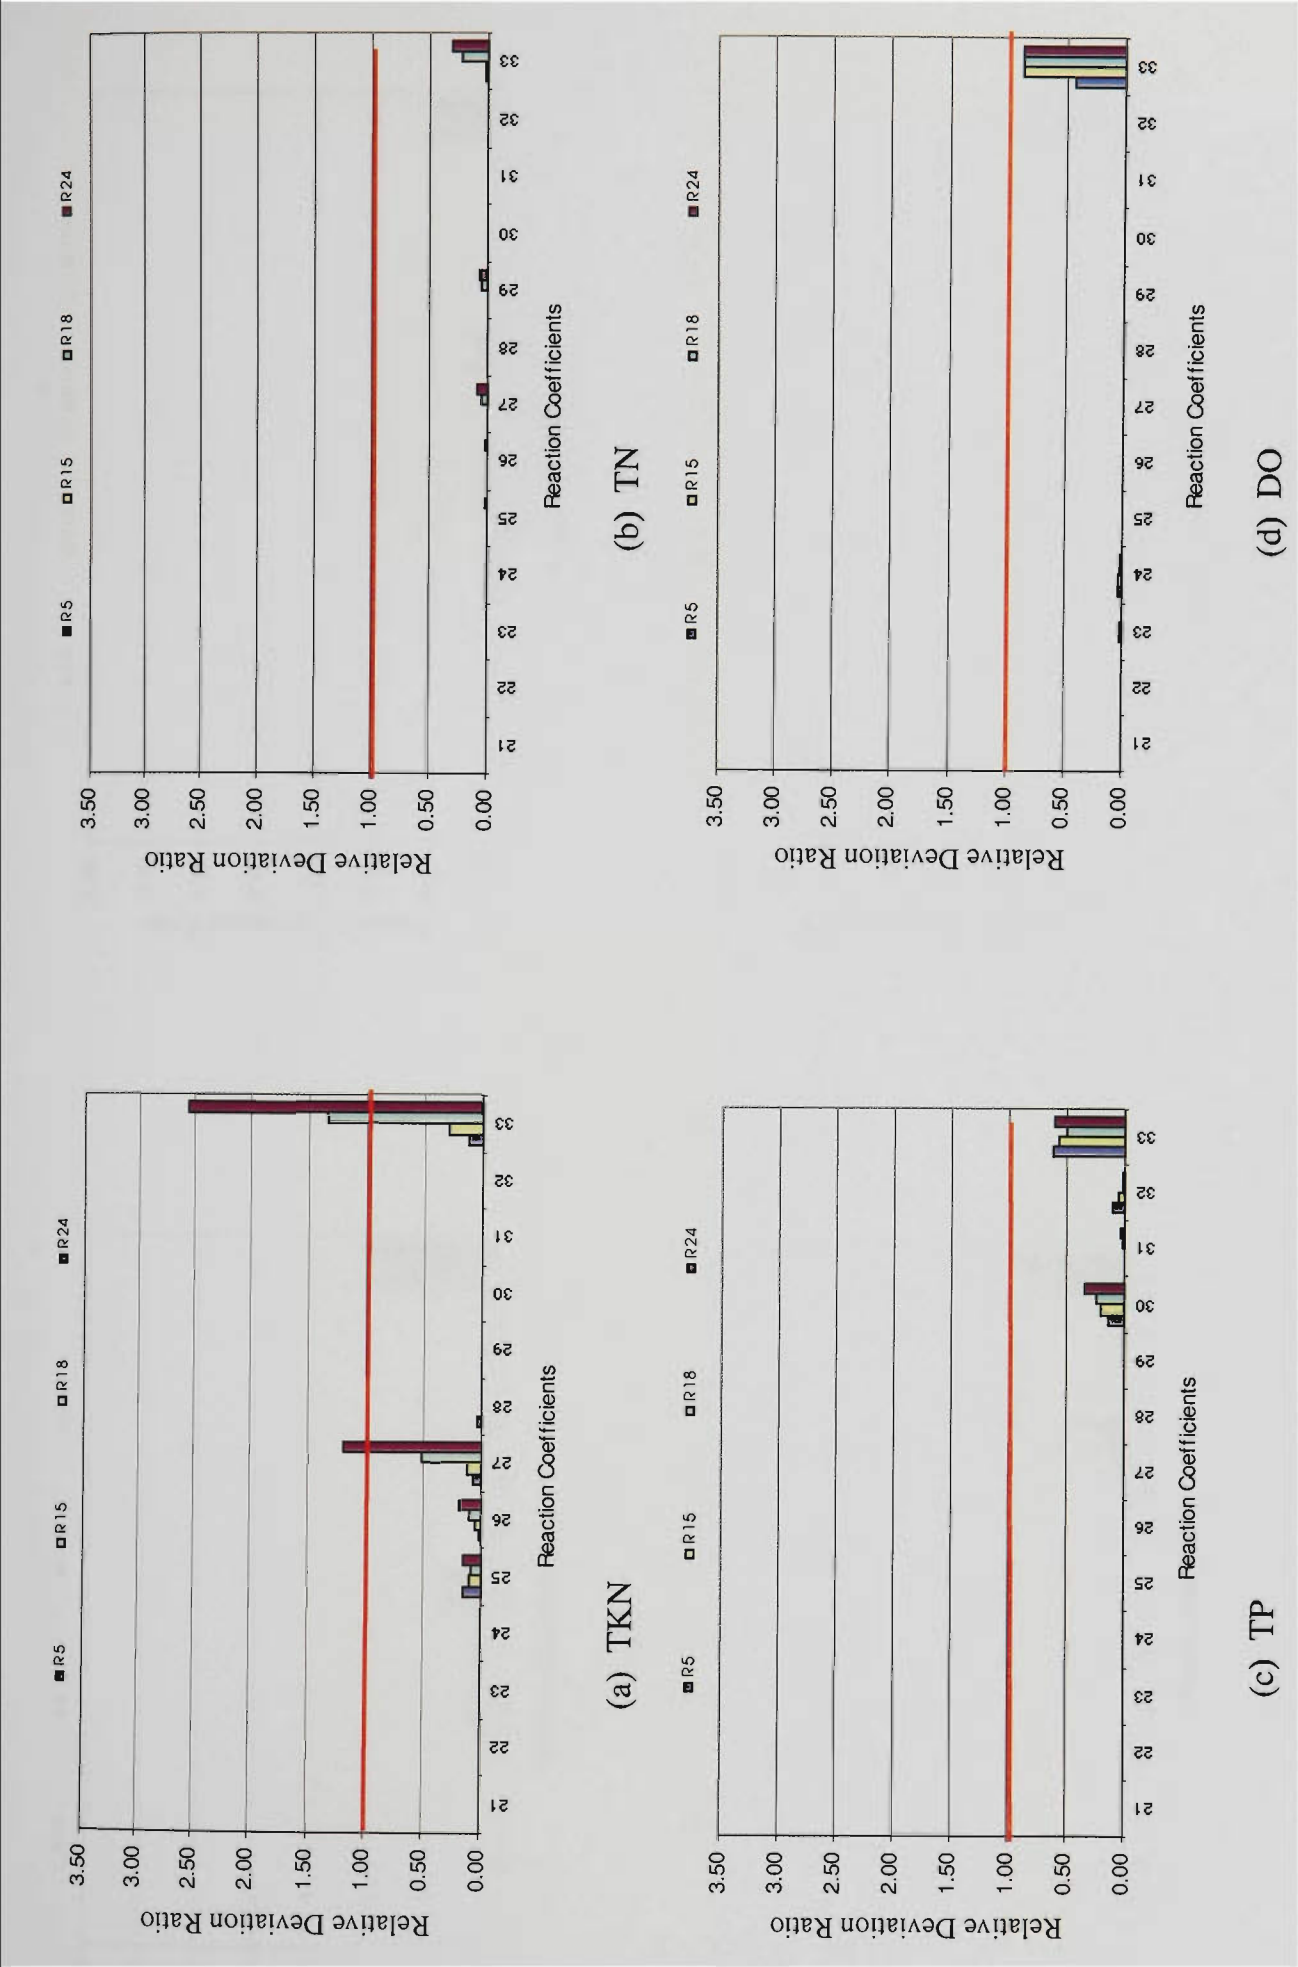 R5 R15 R18 R24
3.50
3.00
2.50
2.00
1.50
1.00
0.50
0.00
Relative Deviation Ratio
21 22 23 24 25 26 27 28 29 30 31 32 33
Reaction Coefficients
(a) TKN
R5 R15 R18 R24
3.50
3.00
2.50
2.00
1.50
1.00
0.50
0.00
Relative Deviation Ratio
21 22 23 24 25 26 27 28 29 30 31 32 33
Reaction Coefficients
(b) TN
R5 R15 R18 R24
3.50
3.00
2.50
2.00
1.50
1.00
0.50
0.00
Relative Deviation Ratio
21 22 23 24 25 26 27 28 29 30 31 32 33
Reaction Coefficients
(c) TP
R5 R15 R18 R24
3.50
3.00
2.50
2.00
1.50
1.00
0.50
0.00
Relative Deviation Ratio
21 22 23 24 25 26 27 28 29 30 31 32 33
Reaction Coefficients
(d) DO